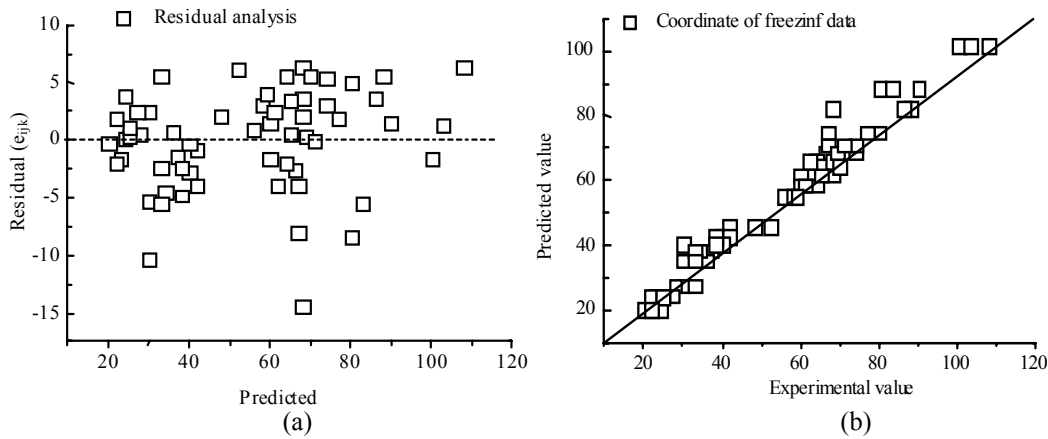 Residual analysis
10
5
0
-5
-10
-15
Residual (eijk)
20
40
60
80
100
120
Predicted
(a)
Coordinate of freezinf data
100
80
60
40
20
Predicted value
20
40
60
80
100
120
Experimental value
(b)